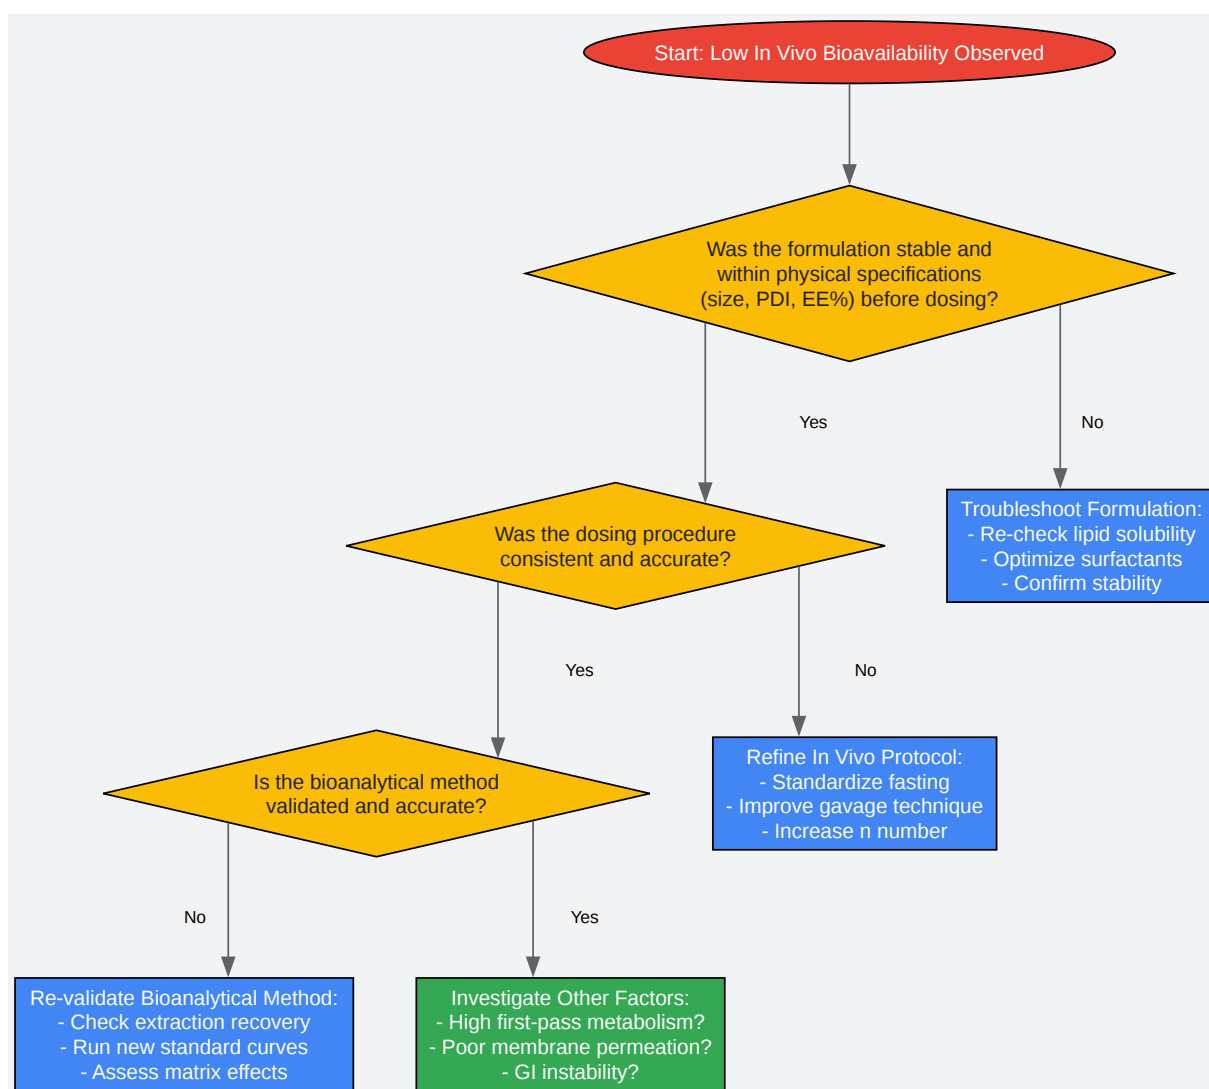 Start: Low In Vivo Bioavailability Observed
Was the formulation stable and
within physical specifications
(size, PDI, EE%) before dosing?
Yes
No
Troubleshoot Formulation:
- Re-check lipid solubility
- Optimize surfactants
- Confirm stability
Was the dosing procedure
consistent and accurate?
Yes
No
Refine In Vivo Protocol:
- Standardize fasting
- Improve gavage technique
- Increase n number
Is the bioanalytical method
validated and accurate?
No
Yes
Re-validate Bioanalytical Method:
- Check extraction recovery
- Run new standard curves
- Assess matrix effects
Investigate Other Factors:
- High first-pass metabolism?
- Poor membrane permeation?
- GI instability?